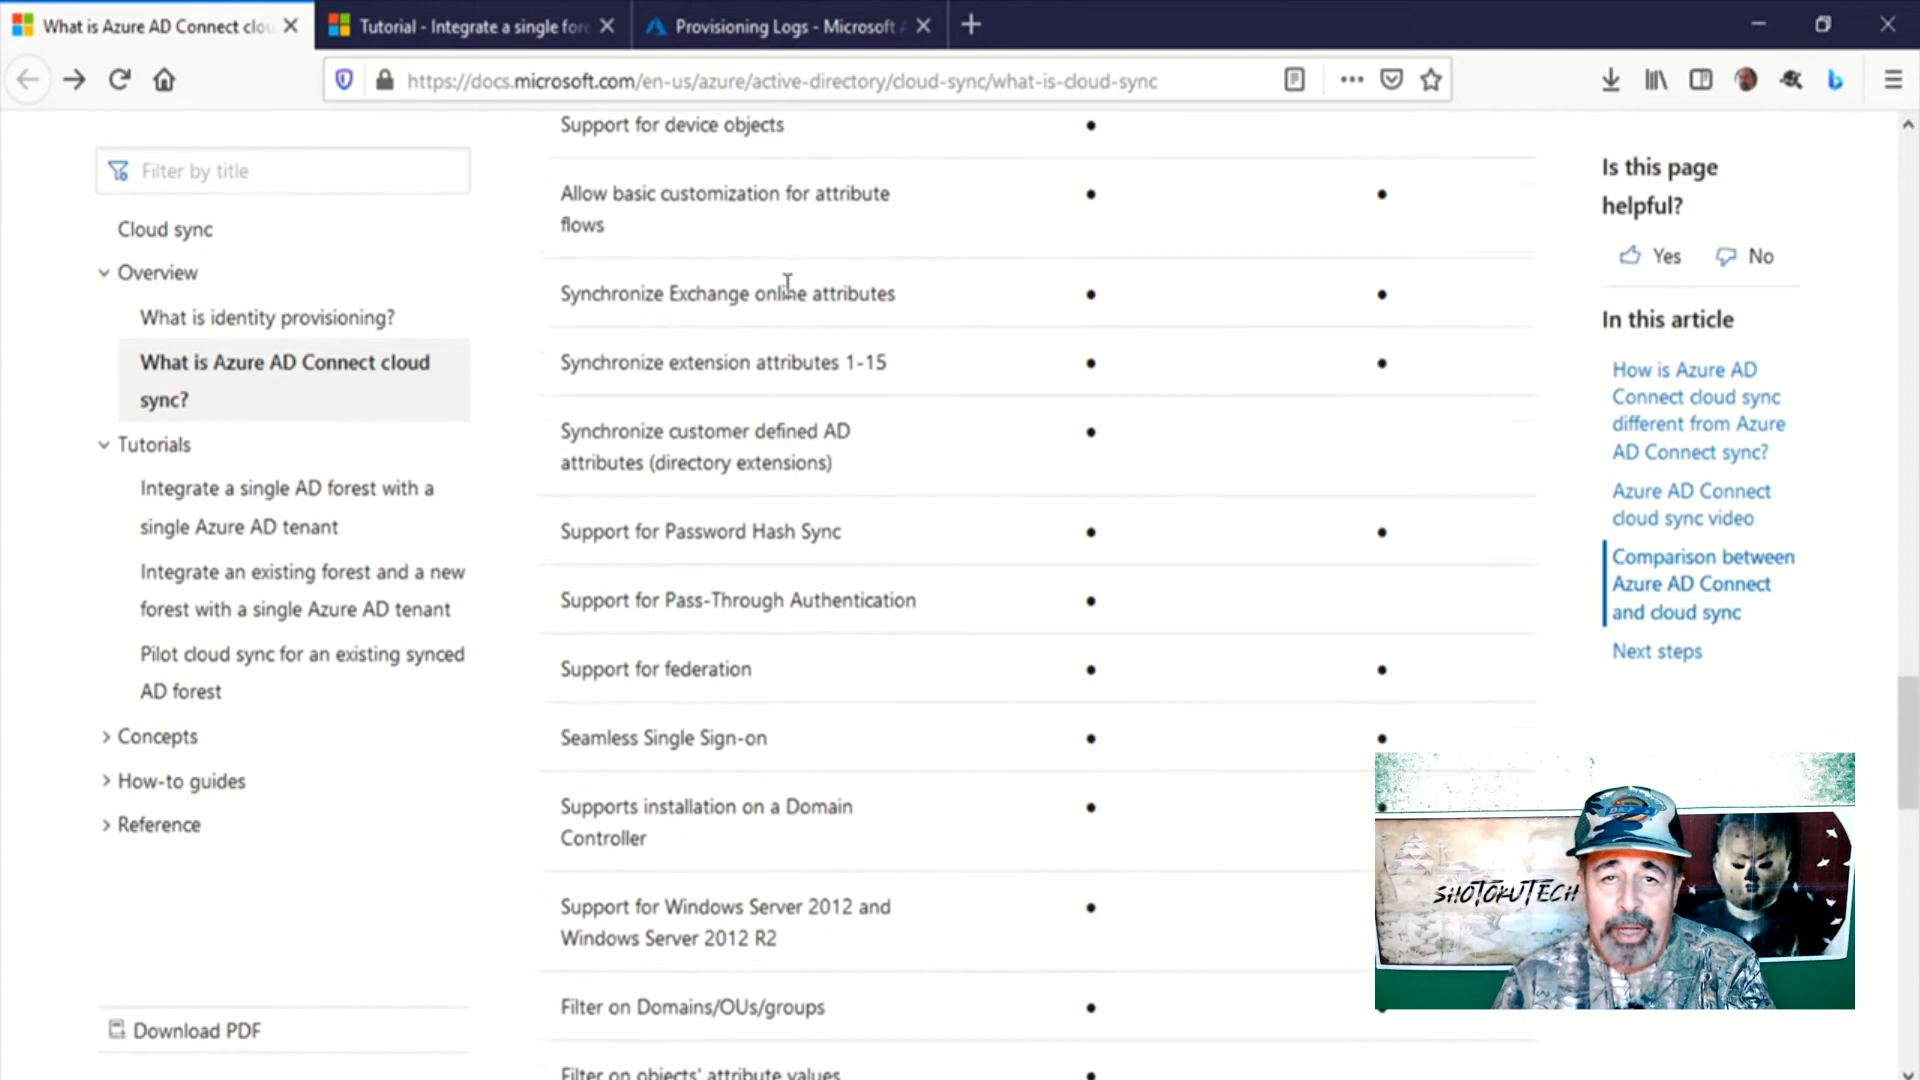 What is Azure AD Connect clou
Tutorial - Integrate a single for
Provisioning Logs - Microsoft A
https://docs.microsoft.com/en-us/azure/active-directory/cloud-sync/what-is-cloud-sync
Filter by title
Cloud sync
Overview
What is identity provisioning?
What is Azure AD Connect cloud
sync?
Tutorials
Integrate a single AD forest with a
single Azure AD tenant
Integrate an existing forest and a new
forest with a single Azure AD tenant
Pilot cloud sync for an existing synced
AD forest
Concepts
How-to guides
Reference
Download PDF
Support for device objects
Allow basic customization for attribute
flows
Synchronize Exchange online attributes
Synchronize extension attributes 1-15
Synchronize customer defined AD
attributes (directory extensions)
Support for Password Hash Sync
Support for Pass-Through Authentication
Support for federation
Seamless Single Sign-on
Supports installation on a Domain
Controller
Support for Windows Server 2012 and
Windows Server 2012 R2
Filter on Domains/OUs/groups
Filter on objects' attribute values
Is this page
helpful?
Yes
No
In this article
How is Azure AD
Connect cloud sync
different from Azure
AD Connect sync?
Azure AD Connect
cloud sync video
Comparison between
Azure AD Connect
and cloud sync
Next steps
SHOTOKUTECH